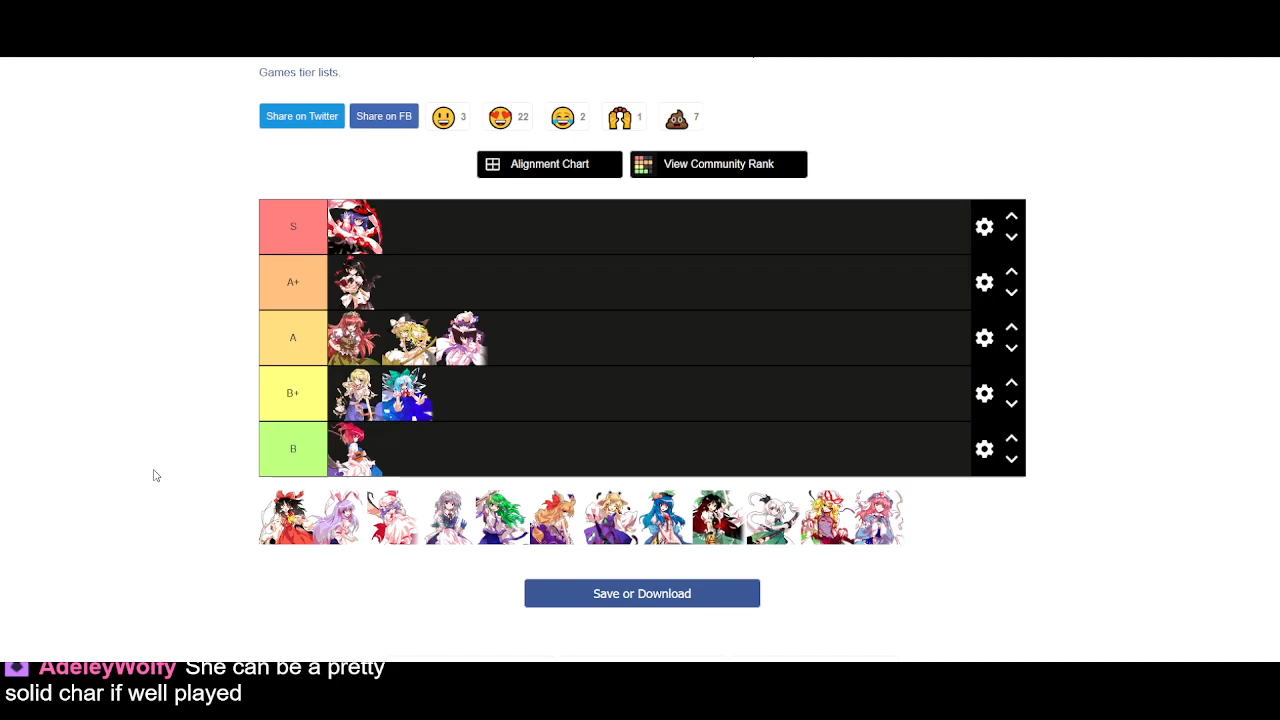 Games tier lists.
Share on Twitter
Share on FB
3
22
2
1
7
Alignment Chart
View Community Rank
S
A+
A
B+
B
Save or Download
AdeleyWolfy She can be a pretty
solid char if well played